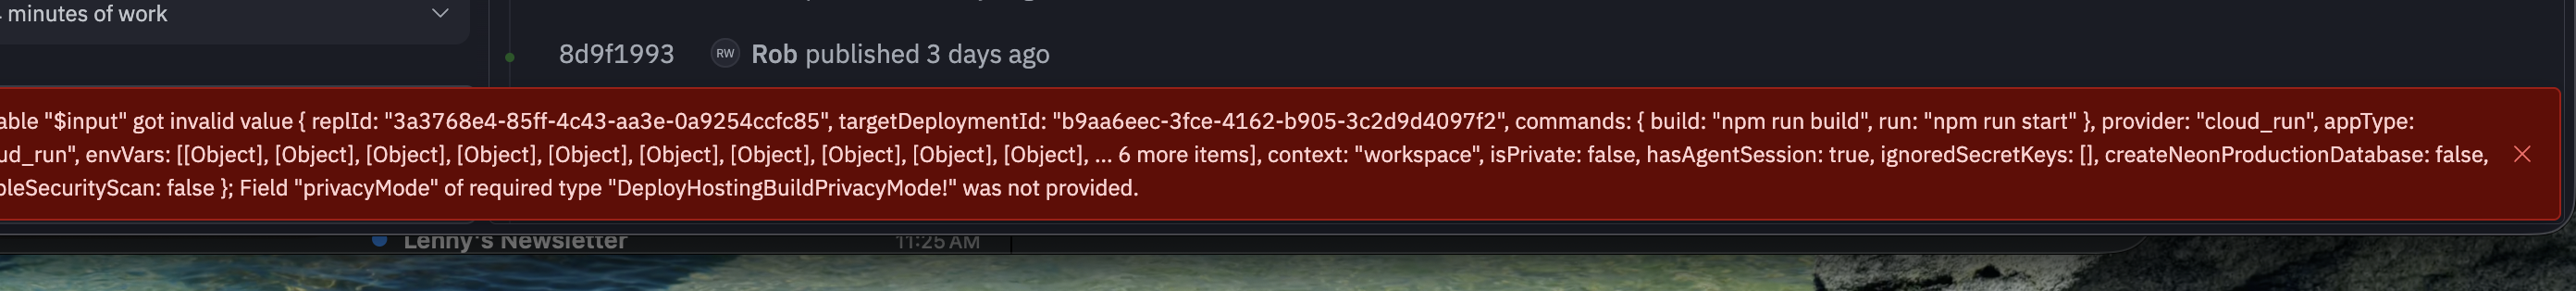 minutes of work
8d9f1993 RW Rob published 3 days ago
able "$input" got invalid value { replId: "3a3768e4-85ff-4c43-aa3e-0a9254ccfc85", targetDeploymentId: "b9aa6eec-3fce-4162-b905-3c2d9d4097f2", commands: { build: "npm run build", run: "npm run start" }, provider: "cloud_run", appType:
ud_run", envVars: [[Object], [Object], [Object], [Object], [Object], [Object], [Object], [Object], [Object], [Object], ... 6 more items], context: "workspace", isPrivate: false, hasAgentSession: true, ignoredSecretKeys: [], createNeonProductionDatabase: false,
bleSecurityScan: false }; Field "privacyMode" of required type "DeployHostingBuildPrivacyMode!" was not provided.
Lenny's Newsletter 11:25 AM